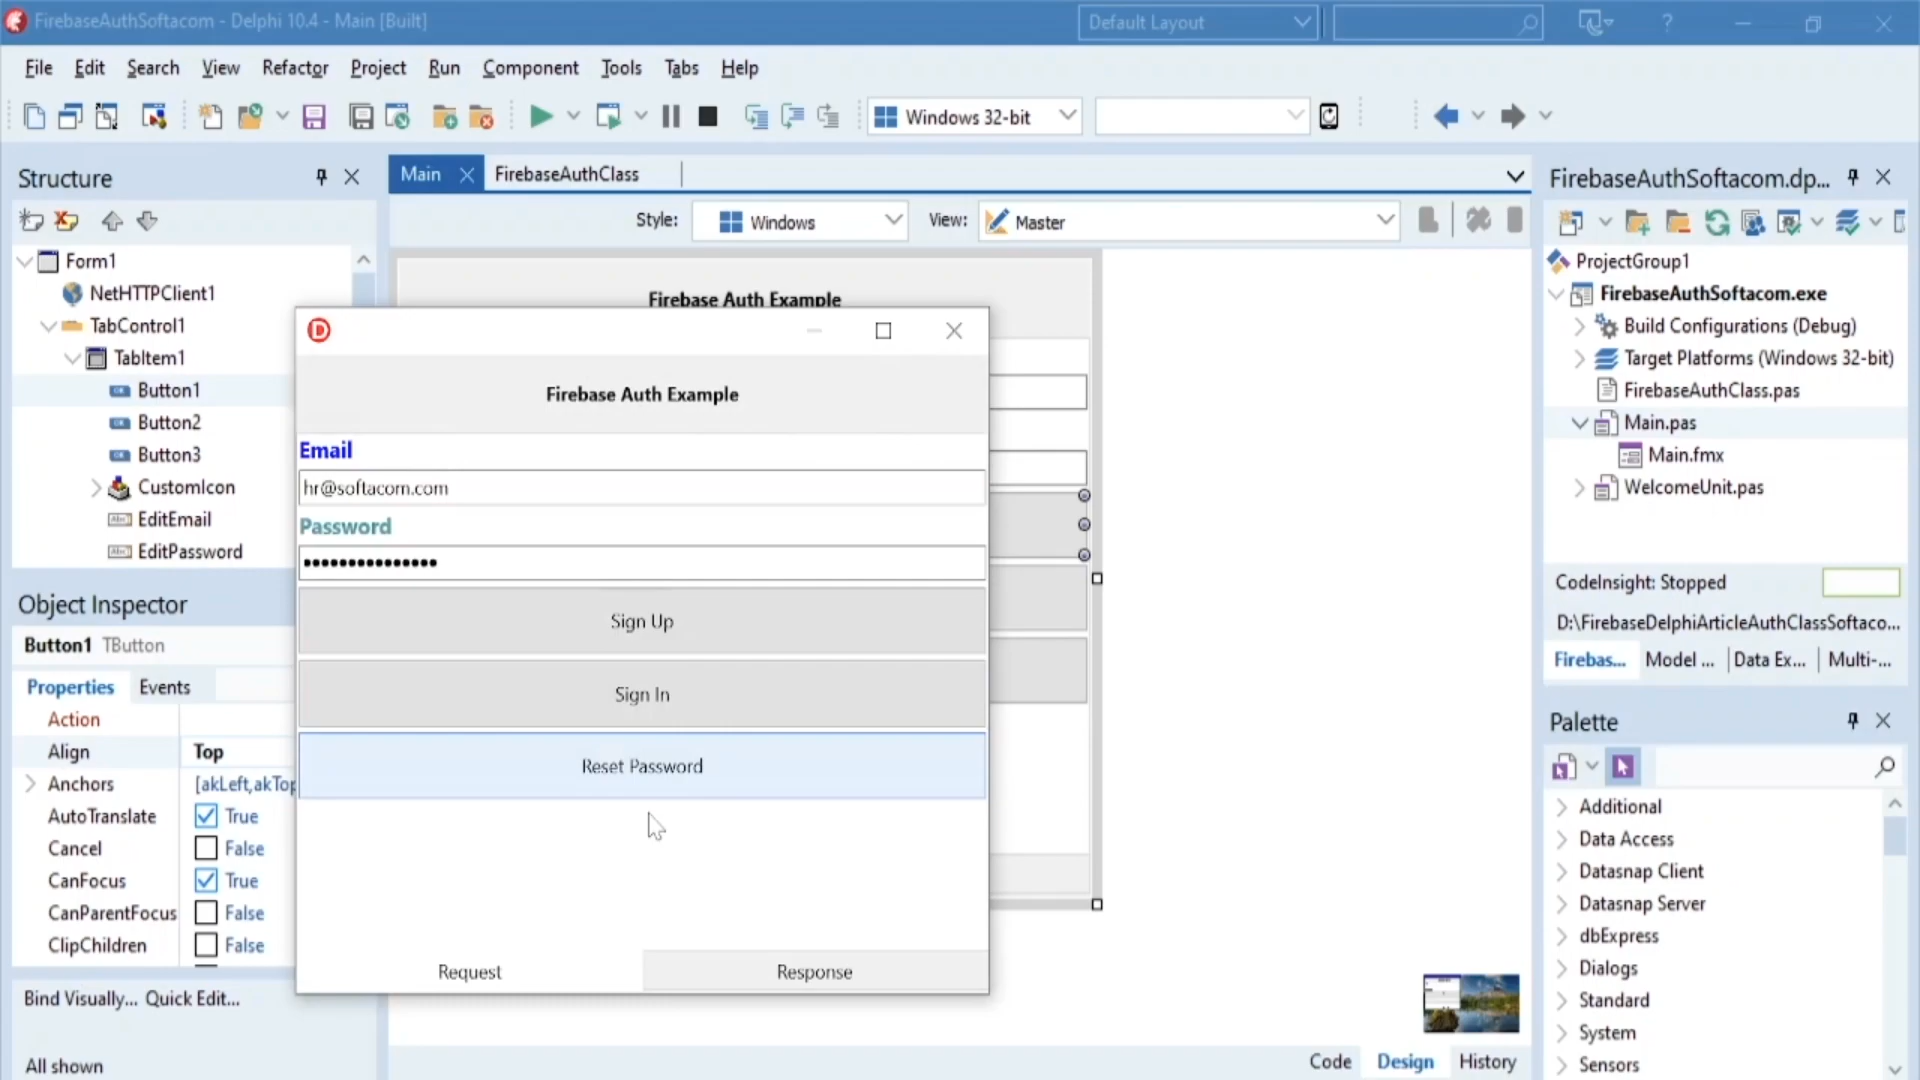 FirebaseAuthSoftacom - Delphi 10.4 - Main [Built]
Default Layout
?
File Edit Search View Refactor Project Run Component Tools Tabs Help
Windows 32-bit
Structure
Main
FirebaseAuthClass
Style:
Windows
View:
Master
Form1
NetHTTPClient1
TabControl1
TabItem1
Button1
Button2
Button3
CustomIcon
EditEmail
EditPassword
Object Inspector
Button1 TButton
Properties
Events
Action
Align
Top
Anchors
[akLeft,akTop
AutoTranslate
True
Cancel
False
CanFocus
True
CanParentFocus
False
ClipChildren
False
Bind Visually... Quick Edit...
All shown
Firebase Auth Example
Firebase Auth Example
Email
hr@softacom.com
Password
Sign Up
Sign In
Reset Password
Request
Response
Code
Design
History
FirebaseAuthSoftacom.dp...
ProjectGroup1
FirebaseAuthSoftacom.exe
Build Configurations (Debug)
Target Platforms (Windows 32-bit)
FirebaseAuthClass.pas
Main.pas
Main.fmx
WelcomeUnit.pas
CodeInsight: Stopped
D:\FirebaseDelphiArticleAuthClassSoftaco...
Firebas...
Model ...
Data Ex...
Multi-...
Palette
Additional
Data Access
Datasnap Client
Datasnap Server
dbExpress
Dialogs
Standard
System
Sensors